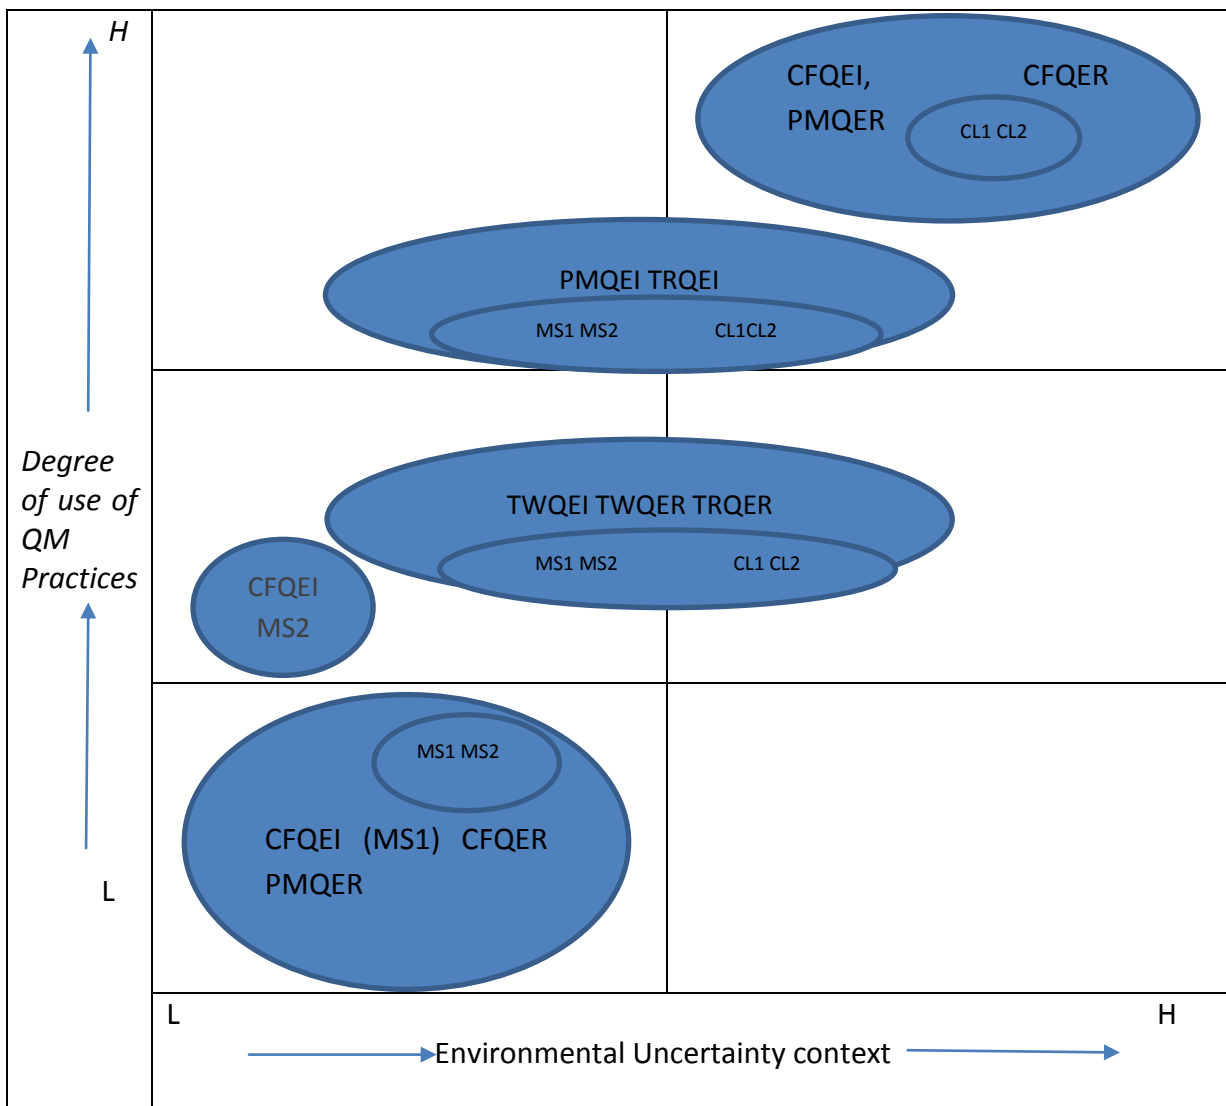 H
CFQEI, CFQER
PMQER
CL1 CL2
PMQEI TRQEI
MS1 MS2 CL1CL2
Degree
of use of
QM
Practices
TWQEI TWQER TRQER
MS1 MS2 CL1 CL2
CFQEI
MS2
MS1 MS2
CFQEI (MS1) CFQER
PMQER
L
L H
Environmental Uncertainty context